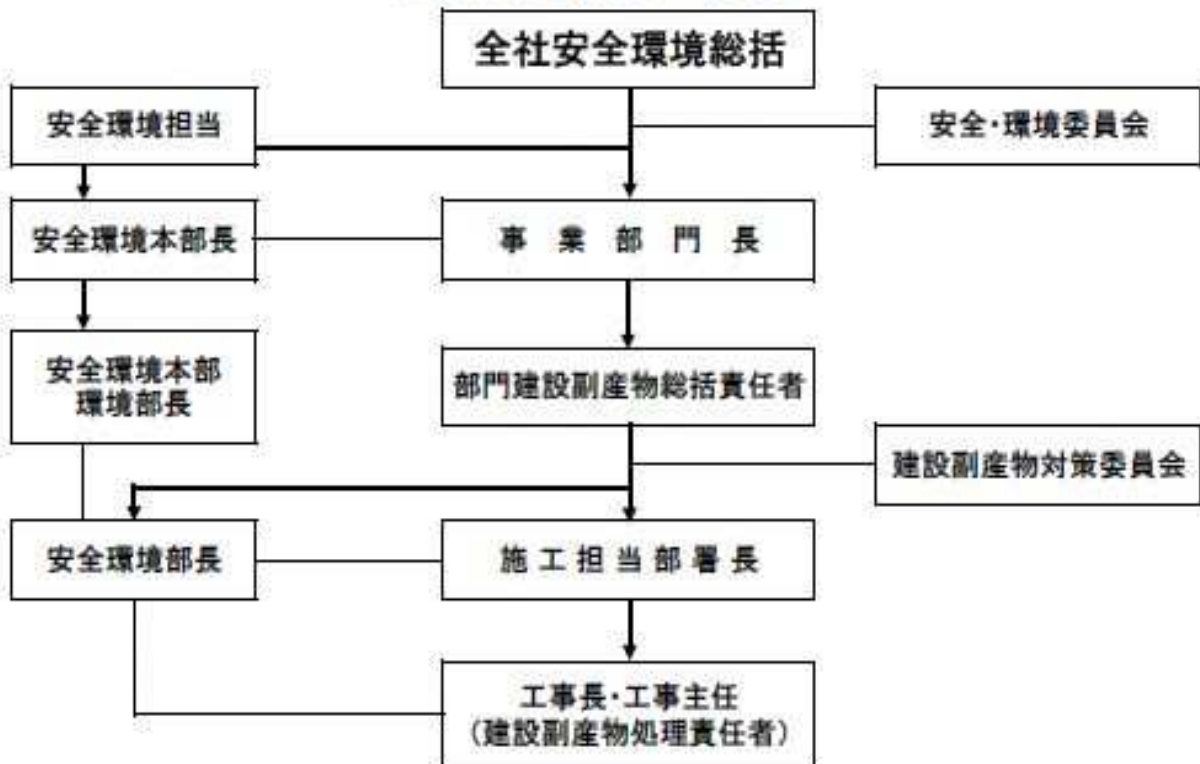 全社安全環境総括
安全環境担当
安全・環境委員会
安全環境本部長
事業部門長
安全環境本部
環境部長
部門建設副産物総括責任者
建設副産物対策委員会
安全環境部長
施工担当部署長
工事長・工事主任
（建設副産物処理責任者）